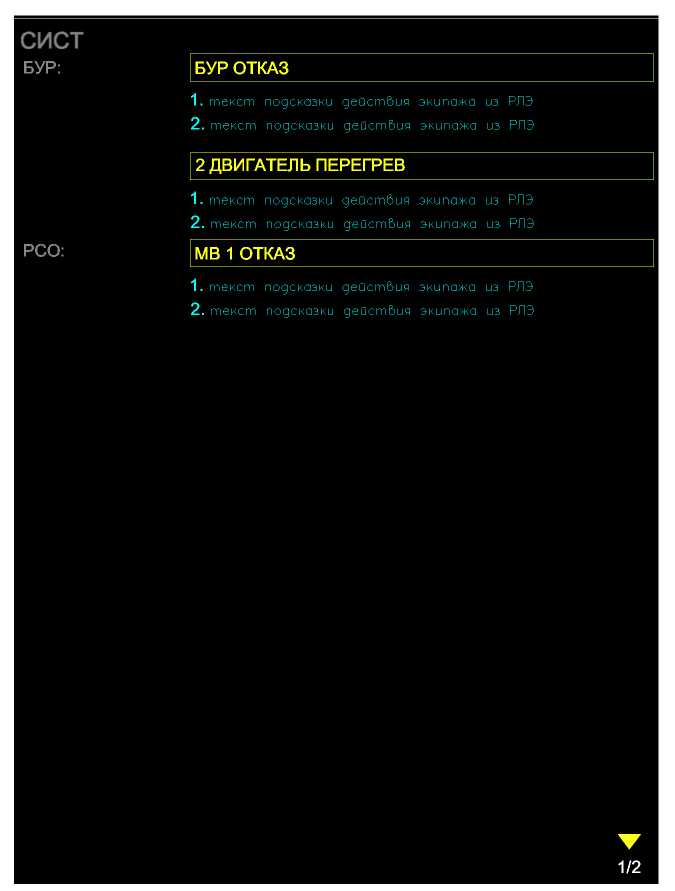 СИСТ
БУР: БУР ОТКАЗ
1. текст подсказки действия экипажа из РЛЭ
2. текст подсказки действия экипажа из РЛЭ
2 ДВИГАТЕЛЬ ПЕРЕГРЕВ
1. текст подсказки действия экипажа из РЛЭ
2. текст подсказки действия экипажа из РЛЭ
РСО: МВ 1 ОТКАЗ
1. текст подсказки действия экипажа из РЛЭ
2. текст подсказки действия экипажа из РЛЭ
1/2